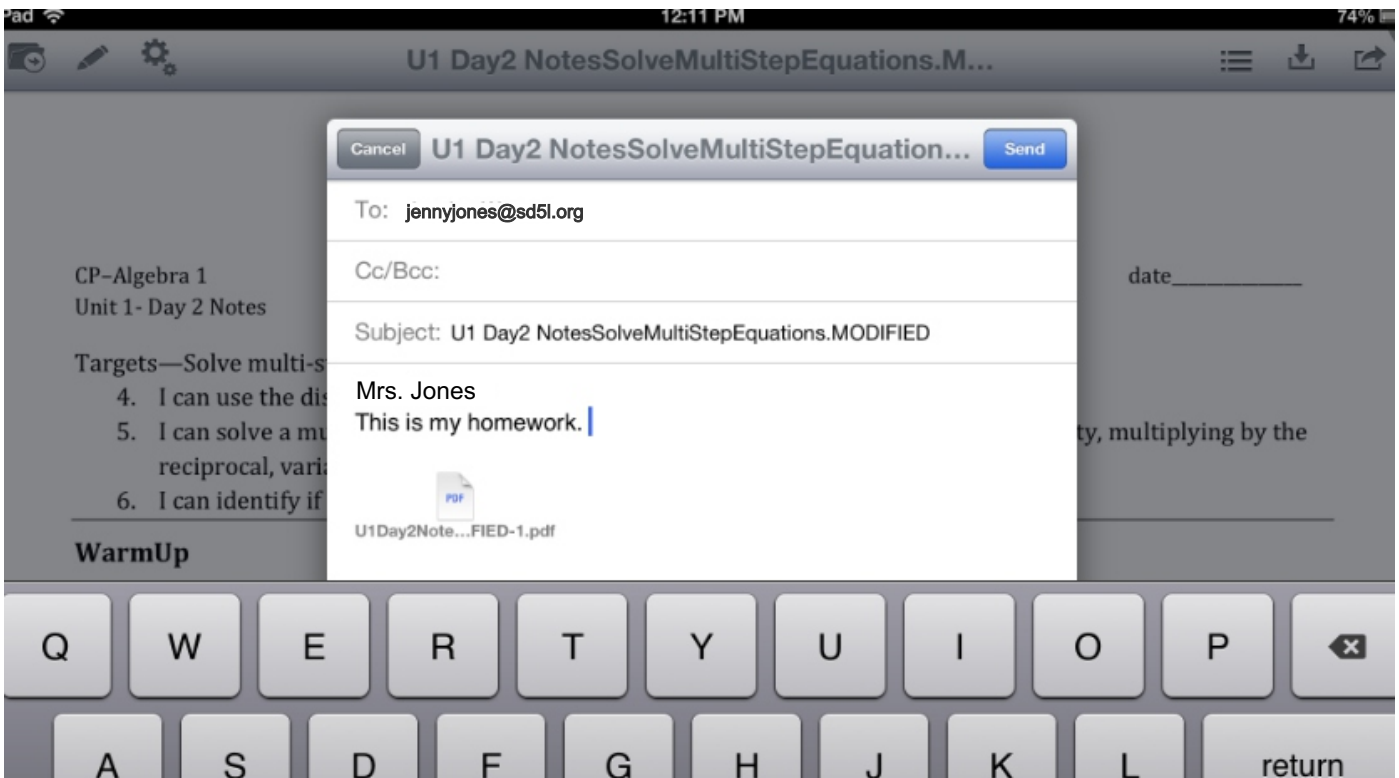 Pad 12:11 PM 74%
U1 Day2 NotesSolveMultiStepEquations.M...
Cancel U1 Day2 NotesSolveMultiStepEquation... Send
To: jennyjones@sd5l.org
Cc/Bcc:
Subject: U1 Day2 NotesSolveMultiStepEquations.MODIFIED
Mrs. Jones
This is my homework.
PDF
U1Day2Note...FIED-1.pdf
CP–Algebra 1 date____________
Unit 1- Day 2 Notes
Targets—Solve multi-s
4. I can use the dis
5. I can solve a mu ty, multiplying by the
reciprocal, varia
6. I can identify if
WarmUp
Q W E R T Y U I O P
A S D F G H J K L return